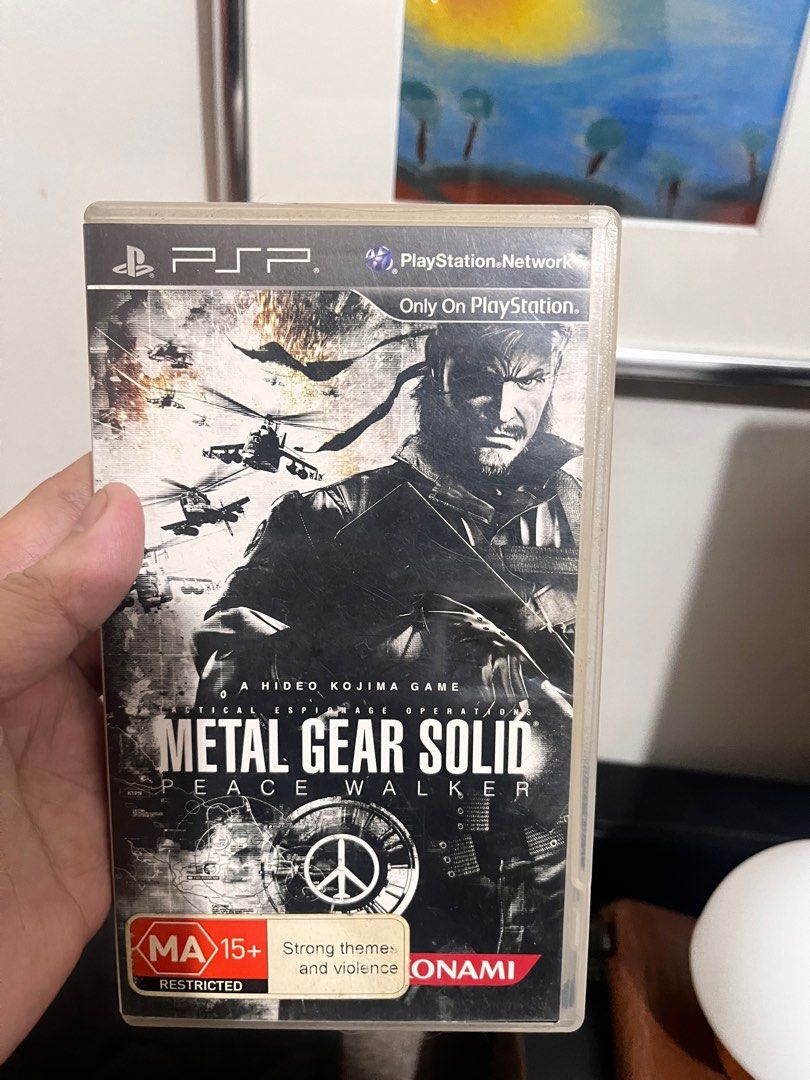 PSP
PlayStation®Network
Only On PlayStation®
A HIDEO KOJIMA GAME
TACTICAL ESPIONAGE OPERATIONS
METAL GEAR SOLID®
PEACE WALKER
MA 15+
RESTRICTED
Strong themes
and violence
KONAMI